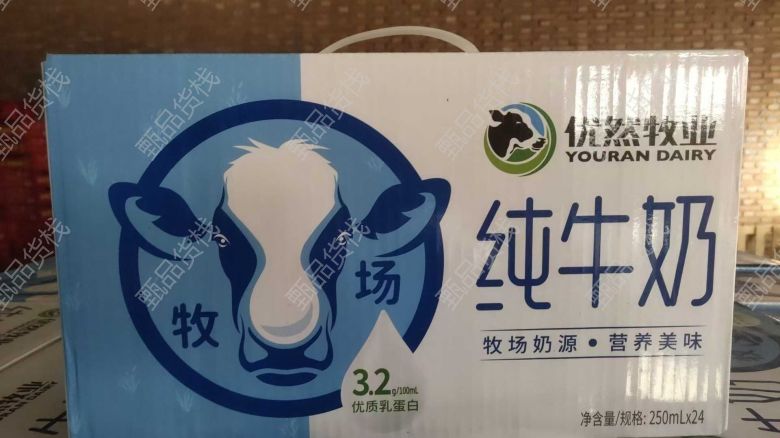 优然牧业
YOURAN DAIRY
纯牛奶
牧场奶源·营养美味
牧 场
3.2g/100mL
优质乳蛋白
净含量/规格: 250mLx24
甄品货栈